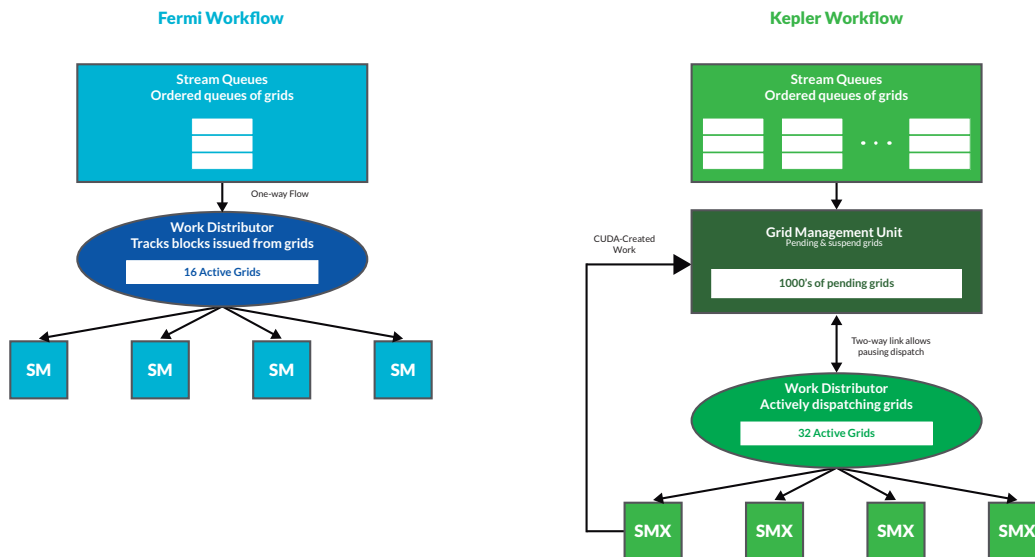 Fermi Workflow
Stream Queues
Ordered queues of grids
One-way Flow
Work Distributor
Tracks blocks issued from grids
16 Active Grids
SM
SM
SM
SM
Kepler Workflow
Stream Queues
Ordered queues of grids
• • •
CUDA-Created
Work
Grid Management Unit
Pending & suspend grids
1000's of pending grids
Two-way link allows
pausing dispatch
Work Distributor
Actively dispatching grids
32 Active Grids
SMX
SMX
SMX
SMX